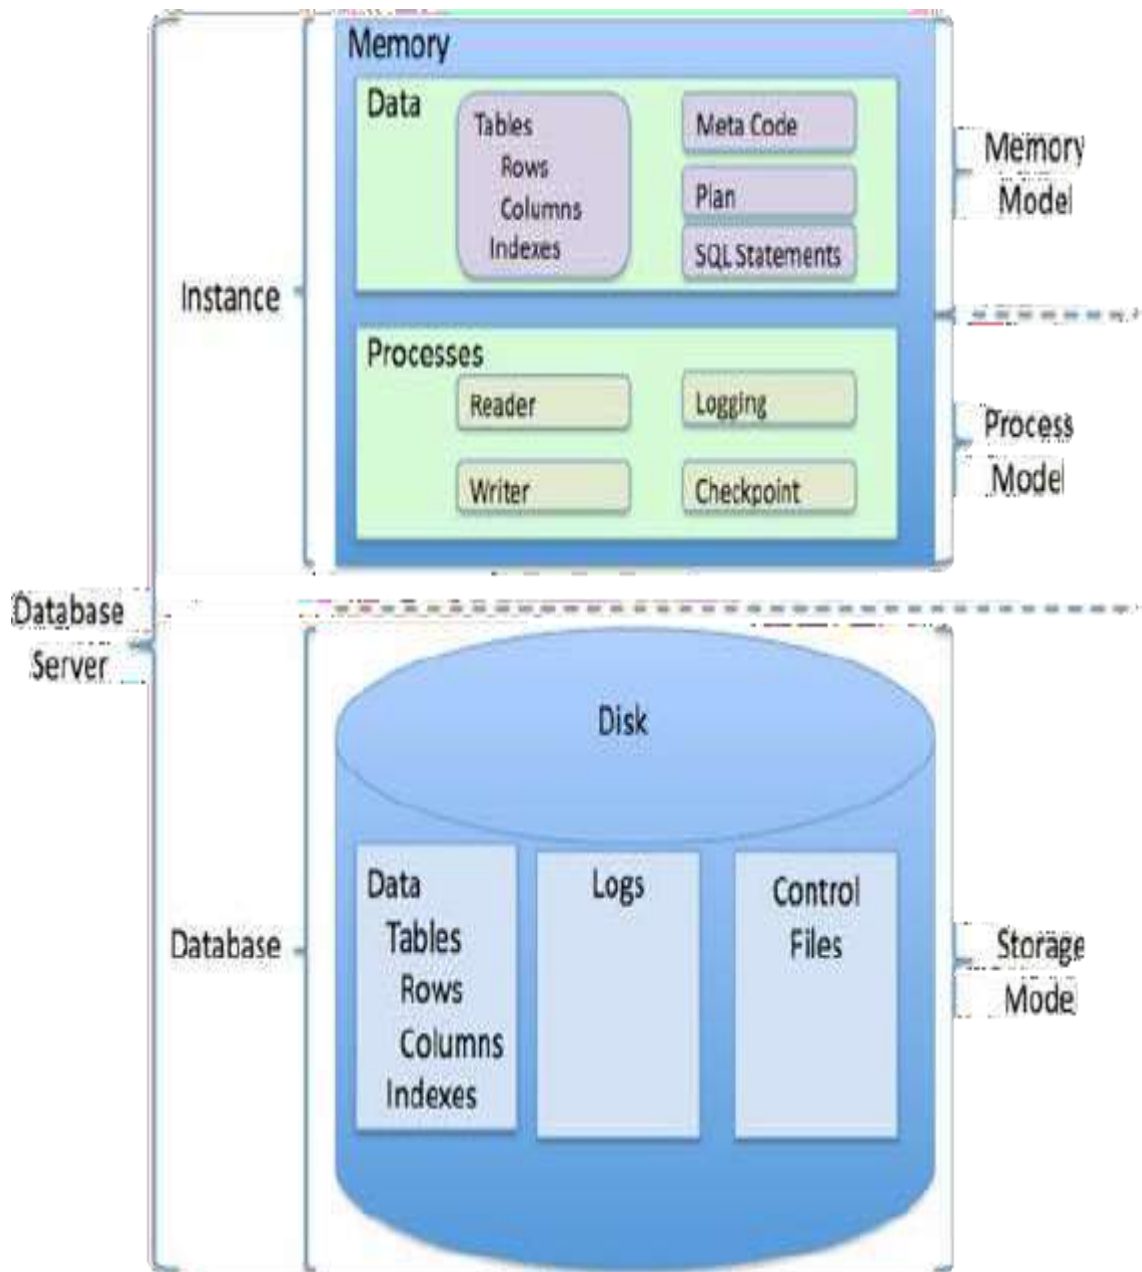 Memory
Data
Tables
Rows
Columns
Indexes
Meta Code
Plan
SQL Statements
Memory
Model
Instance
Processes
Reader
Logging
Writer
Checkpoint
Process
Model
Database
Server
Disk
Data
Tables
Rows
Columns
Indexes
Logs
Control
Files
Database
Storage
Mode